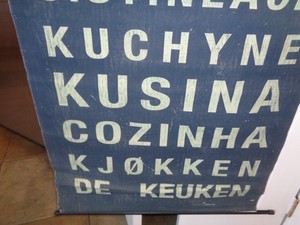 KUCHYNE
KUSINA
COZINHA
KJØKKEN
DE KEUKEN